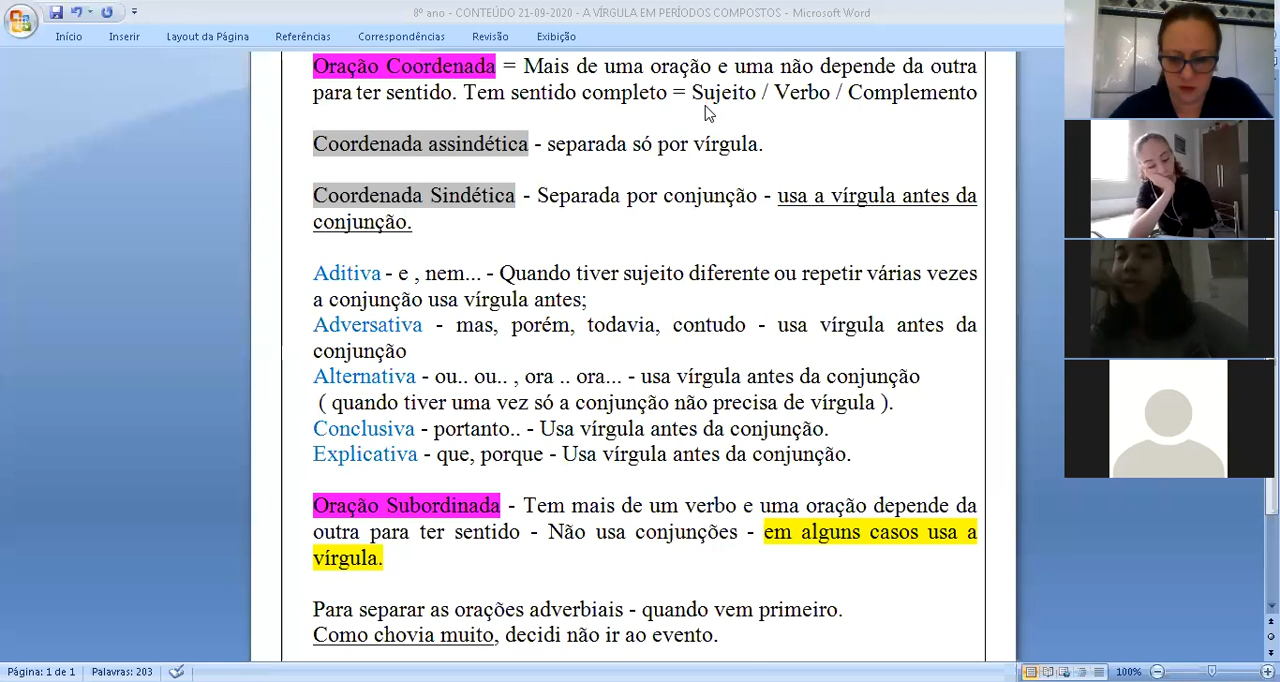 8º ano - CONTEÚDO 21-09-2020 - A VÍRGULA EM PERÍODOS COMPOSTOS - Microsoft Word
Início Inserir Layout da Página Referências Correspondências Revisão Exibição
Oração Coordenada = Mais de uma oração e uma não depende da outra
para ter sentido. Tem sentido completo = Sujeito / Verbo / Complemento
Coordenada assindética - separada só por vírgula.
Coordenada Sindética - Separada por conjunção - usa a vírgula antes da
conjunção.
Aditiva - e , nem... - Quando tiver sujeito diferente ou repetir várias vezes
a conjunção usa vírgula antes;
Adversativa - mas, porém, todavia, contudo - usa vírgula antes da
conjunção
Alternativa - ou.. ou.. , ora .. ora... - usa vírgula antes da conjunção
( quando tiver uma vez só a conjunção não precisa de vírgula ).
Conclusiva - portanto.. - Usa vírgula antes da conjunção.
Explicativa - que, porque - Usa vírgula antes da conjunção.
Oração Subordinada - Tem mais de um verbo e uma oração depende da
outra para ter sentido - Não usa conjunções - em alguns casos usa a
vírgula.
Para separar as orações adverbiais - quando vem primeiro.
Como chovia muito, decidi não ir ao evento.
Página: 1 de 1 Palavras: 203 100%